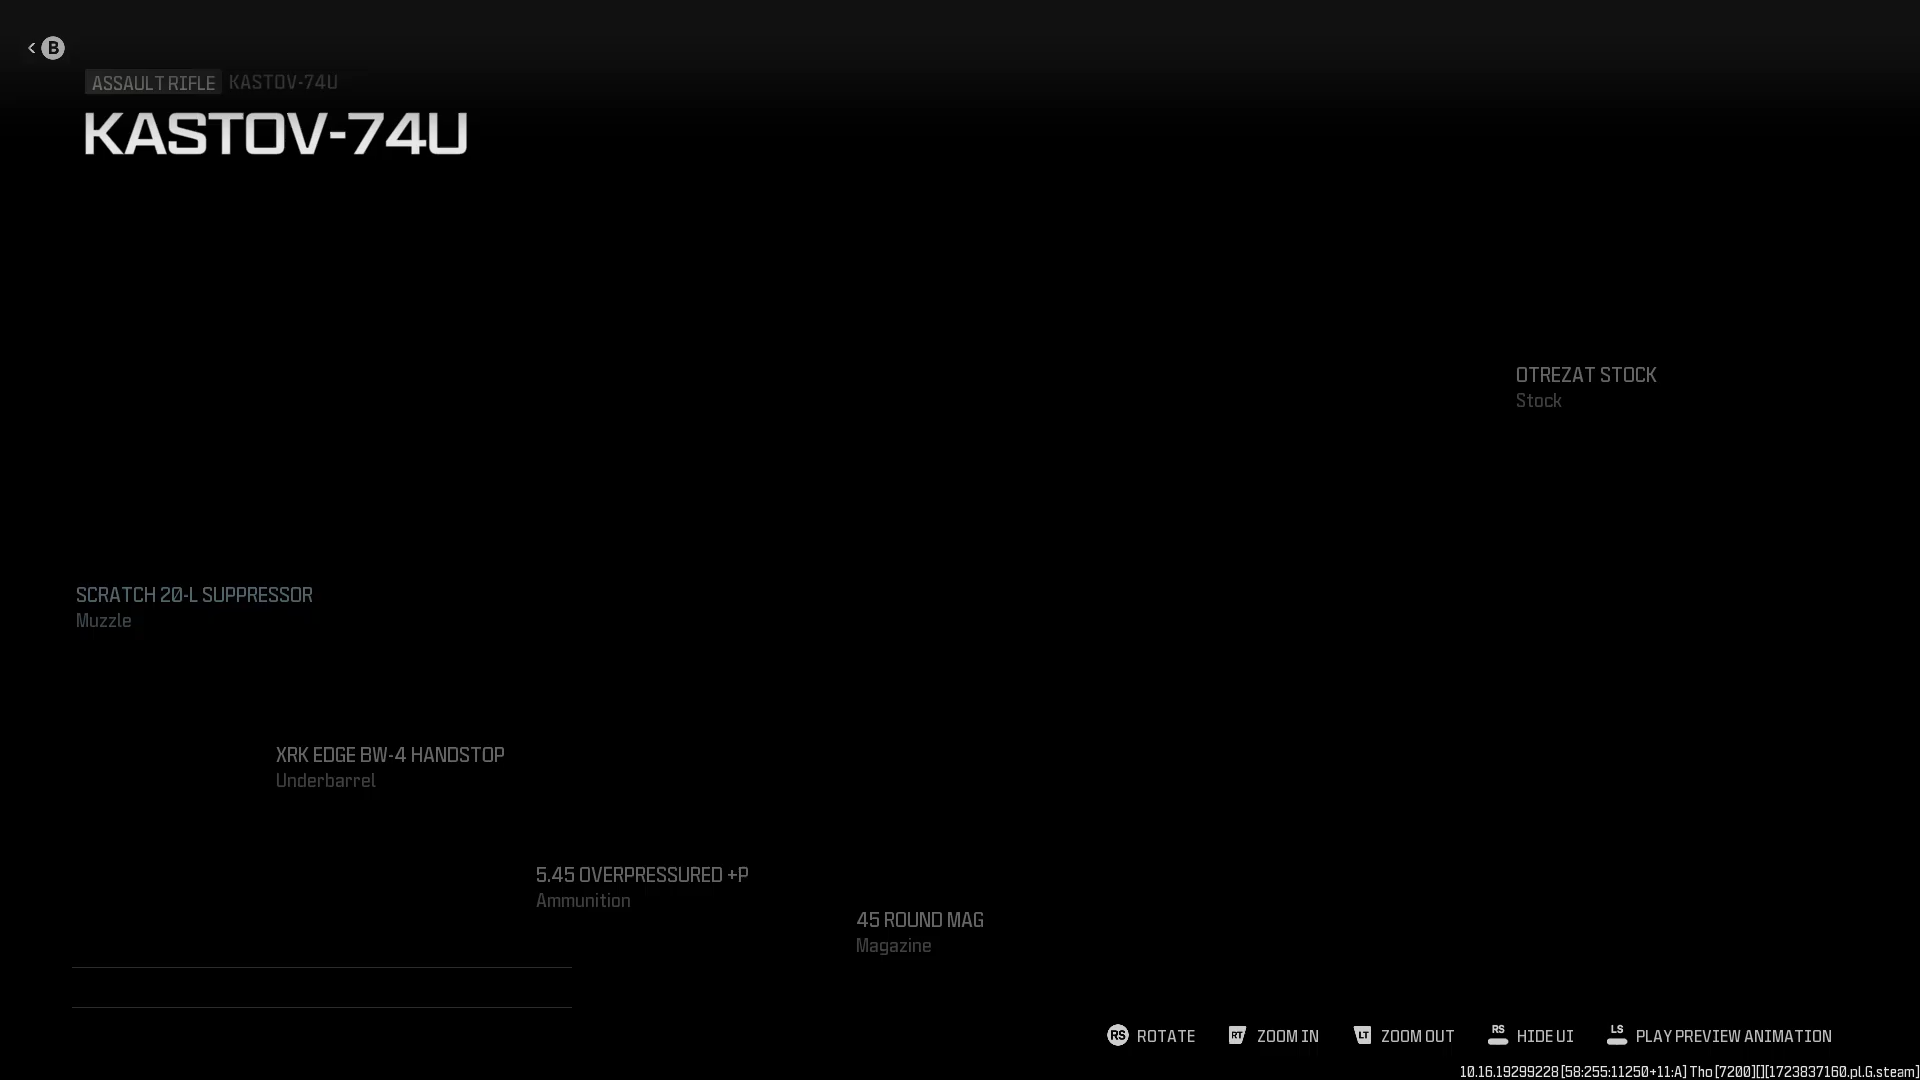 < B
ASSAULT RIFLE KASTOV-74U
KASTOV-74U
OTREZAT STOCK
Stock
SCRATCH 20-L SUPPRESSOR
Muzzle
XRK EDGE BW-4 HANDSTOP
Underbarrel
5.45 OVERPRESSURED +P
Ammunition
45 ROUND MAG
Magazine
RS ROTATE RT ZOOM IN LT ZOOM OUT RS HIDE UI LS PLAY PREVIEW ANIMATION
10.16.19299228 [58:255:11250+11:A] Tho [7200][][1723837160.pl.G.steam]